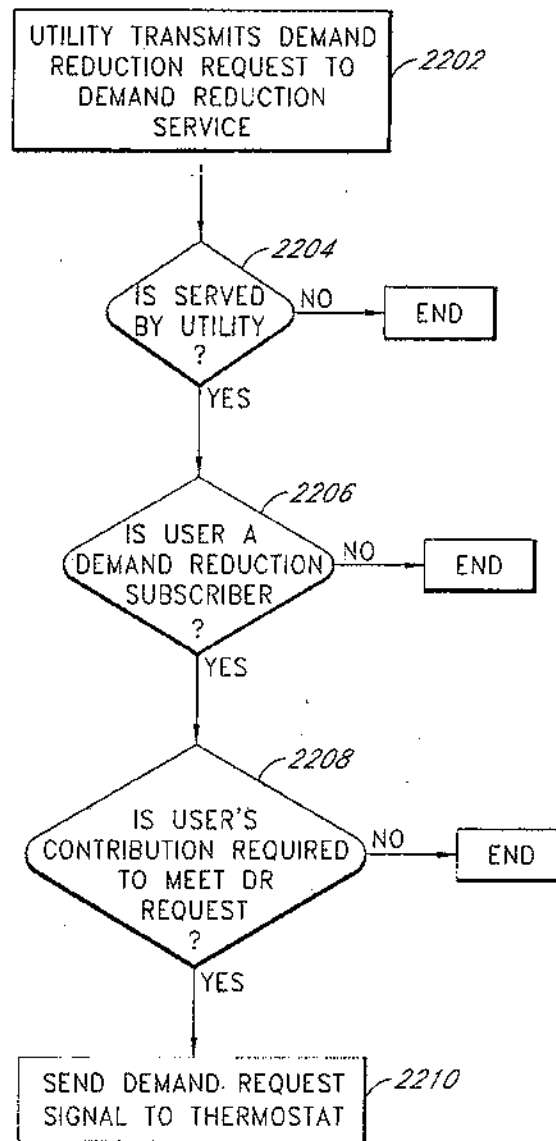 UTILITY TRANSMITS DEMAND
REDUCTION REQUEST TO
DEMAND REDUCTION
SERVICE
2202
2204
IS SERVED
BY UTILITY
?
NO
END
YES
2206
IS USER A
DEMAND REDUCTION
SUBSCRIBER
?
NO
END
YES
2208
IS USER'S
CONTRIBUTION REQUIRED
TO MEET DR
REQUEST
?
NO
END
YES
SEND DEMAND REQUEST
SIGNAL TO THERMOSTAT
2210